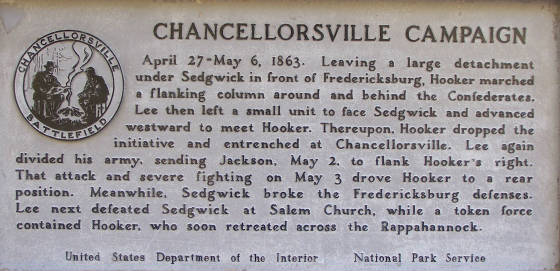 CHANCELLORSVILLE CAMPAIGN
CHANCELLORSVILLE
BATTLEFIELD
April 27-May 6, 1863. Leaving a large detachment
under Sedgwick in front of Fredericksburg, Hooker marched
a flanking column around and behind the Confederates.
Lee then left a small unit to face Sedgwick and advanced
westward to meet Hooker. Thereupon, Hooker dropped the
initiative and entrenched at Chancellorsville. Lee again
divided his army, sending Jackson, May 2, to flank Hooker's right.
That attack and severe fighting on May 3 drove Hooker to a rear
position. Meanwhile, Sedgwick broke the Fredericksburg defenses.
Lee next defeated Sedgwick at Salem Church, while a token force
contained Hooker, who soon retreated across the Rappahannock.
United States Department of the Interior National Park Service